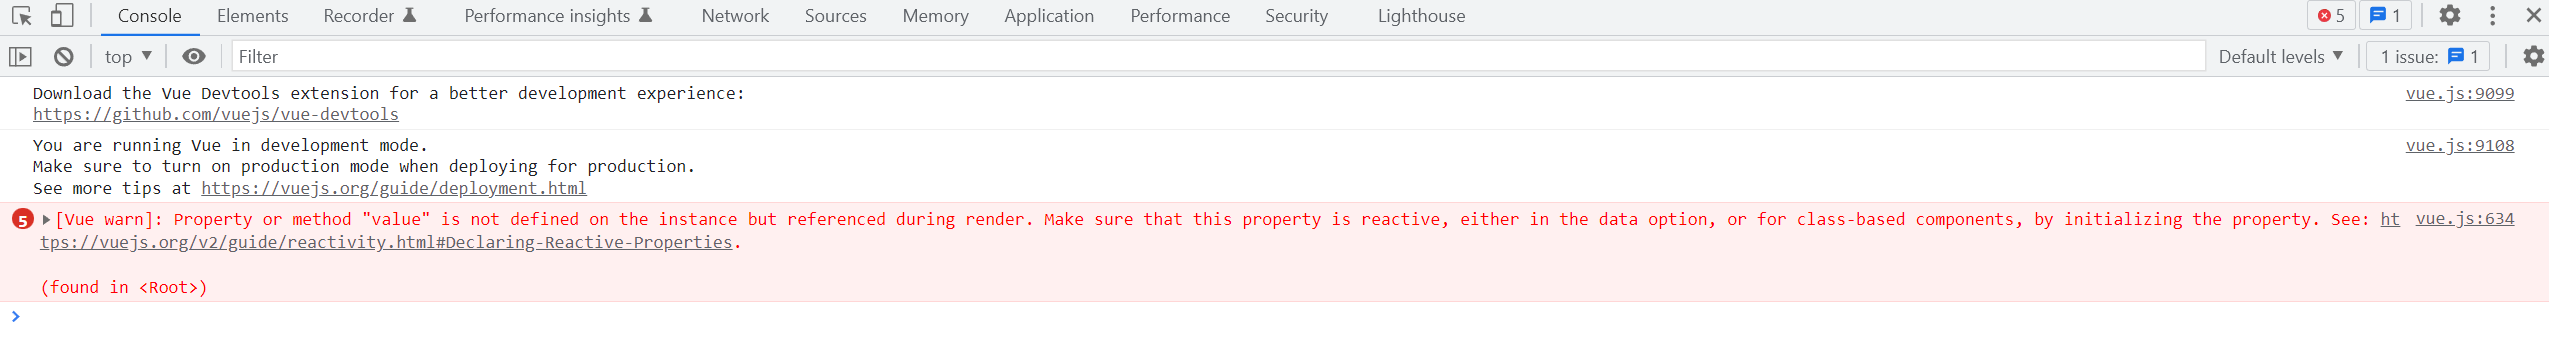 Console Elements Recorder Performance insights Network Sources Memory Application Performance Security Lighthouse 5 1
top Filter Default levels 1 issue: 1
Download the Vue Devtools extension for a better development experience: vue.js:9099
https://github.com/vuejs/vue-devtools
You are running Vue in development mode. vue.js:9108
Make sure to turn on production mode when deploying for production.
See more tips at https://vuejs.org/guide/deployment.html
5 [Vue warn]: Property or method "value" is not defined on the instance but referenced during render. Make sure that this property is reactive, either in the data option, or for class-based components, by initializing the property. See: ht vue.js:634
tps://vuejs.org/v2/guide/reactivity.html#Declaring-Reactive-Properties.
(found in <Root>)